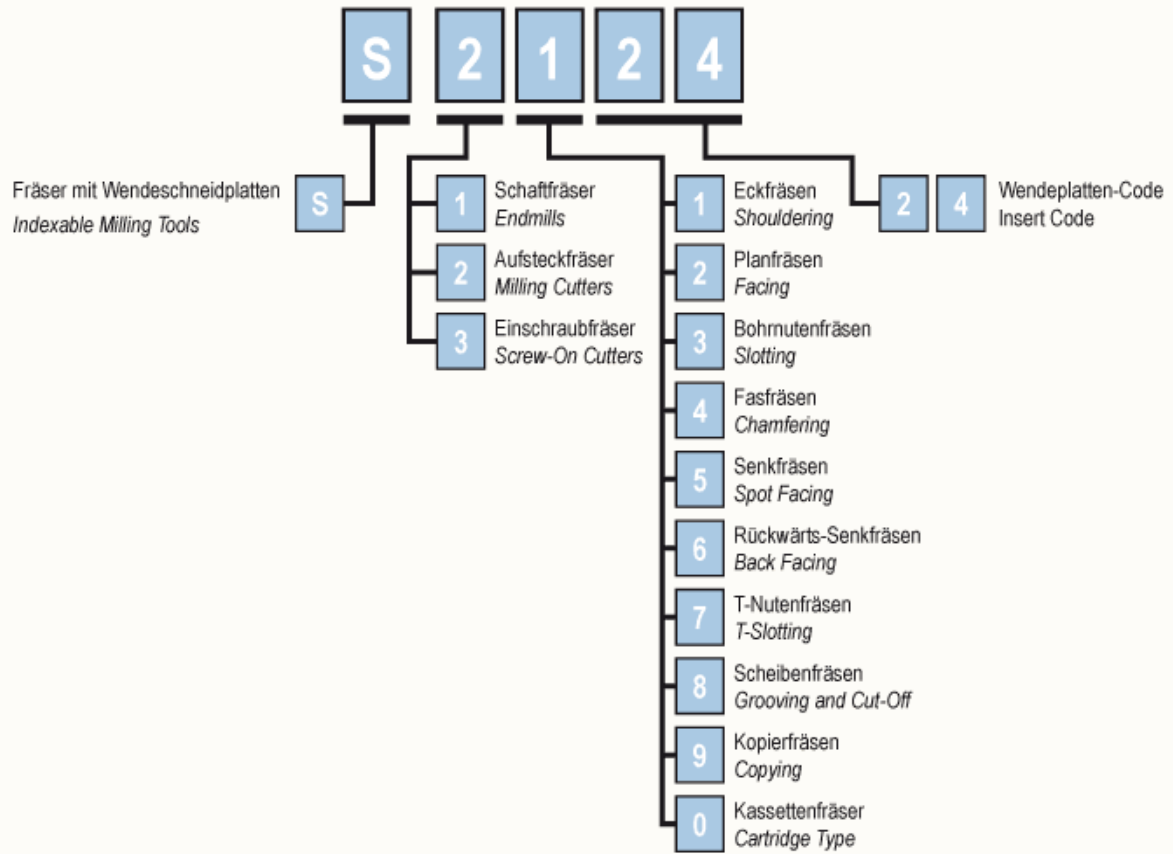 S 2 1 2 4
Fräser mit Wendeschneidplatten
Indexable Milling Tools
S
1 Schaftfräser
Endmills
2 Aufsteckfräser
Milling Cutters
3 Einschraubfräser
Screw-On Cutters
1 Eckfräsen
Shouldering
2 Planfräsen
Facing
3 Bohrnutenfräsen
Slotting
4 Fasfräsen
Chamfering
5 Senkfräsen
Spot Facing
6 Rückwärts-Senkfräsen
Back Facing
7 T-Nutenfräsen
T-Slotting
8 Scheibenfräsen
Grooving and Cut-Off
9 Kopierfräsen
Copying
0 Kassettenfräser
Cartridge Type
2 4 Wendeplatten-Code
Insert Code